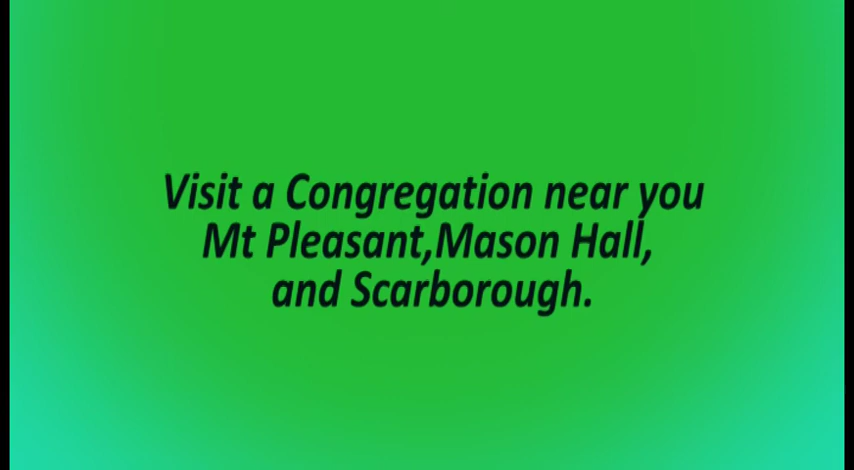 Visit a Congregation near you
Mt Pleasant,Mason Hall,
and Scarborough.